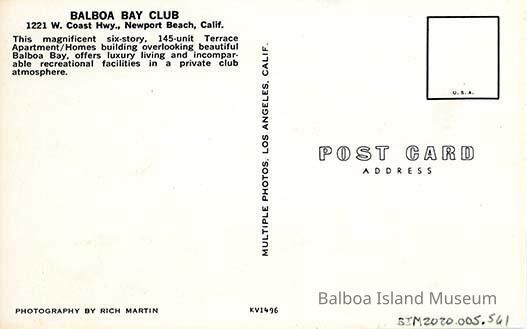 BALBOA BAY CLUB
1221 W. Coast Hwy., Newport Beach, Calif.
This magnificent six-story, 145-unit Terrace
Apartment/Homes building overlooking beautiful
Balboa Bay, offers luxury living and incompar-
able recreational facilities in a private club
atmosphere.
PHOTOGRAPHY BY RICH MARTIN
MULTIPLE PHOTOS, LOS ANGELES, CALIF.
KV1496
U.S.A.
POST CARD
ADDRESS
Balboa Island Museum
BIM2020.005.541